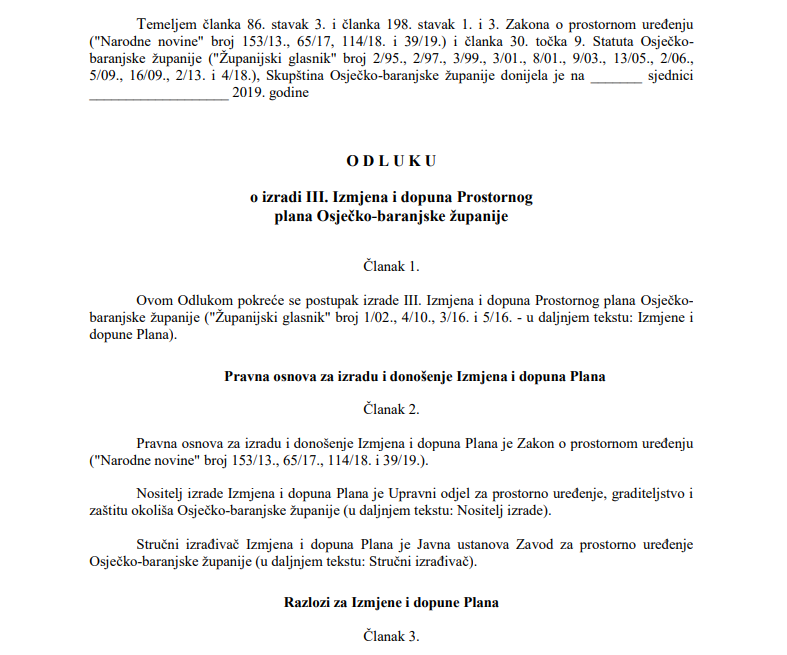 Temeljem članka 86. stavak 3. i članka 198. stavak 1. i 3. Zakona o prostornom uređenju
("Narodne novine" broj 153/13., 65/17, 114/18. i 39/19.) i članka 30. točka 9. Statuta Osječko-
baranjske županije ("Županijski glasnik" broj 2/95., 2/97., 3/99., 3/01., 8/01., 9/03., 13/05., 2/06.,
5/09., 16/09., 2/13. i 4/18.), Skupština Osječko-baranjske županije donijela je na _______ sjednici
___________________ 2019. godine
O D L U K U
o izradi III. Izmjena i dopuna Prostornog
plana Osječko-baranjske županije
Članak 1.
Ovom Odlukom pokreće se postupak izrade III. Izmjena i dopuna Prostornog plana Osječko-
baranjske županije ("Županijski glasnik" broj 1/02., 4/10., 3/16. i 5/16. - u daljnjem tekstu: Izmjene i
dopune Plana).
Pravna osnova za izradu i donošenje Izmjena i dopuna Plana
Članak 2.
Pravna osnova za izradu i donošenje Izmjena i dopuna Plana je Zakon o prostornom uređenju
("Narodne novine" broj 153/13., 65/17., 114/18. i 39/19.).
Nositelj izrade Izmjena i dopuna Plana je Upravni odjel za prostorno uređenje, graditeljstvo i
zaštitu okoliša Osječko-baranjske županije (u daljnjem tekstu: Nositelj izrade).
Stručni izrađivač Izmjena i dopuna Plana je Javna ustanova Zavod za prostorno uređenje
Osječko-baranjske županije (u daljnjem tekstu: Stručni izrađivač).
Razlozi za Izmjene i dopune Plana
Članak 3.